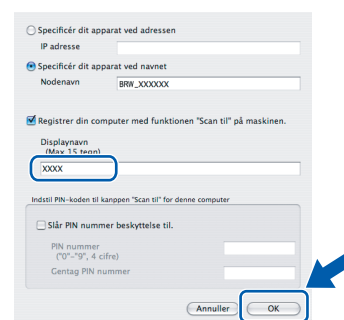 Specificér dit apparat ved adressen
IP adresse
Specificér dit apparat ved navnet
Nodenavn
BRW_XXXXXX
Registrer din computer med funktionen "Scan til" på maskinen.
Displaynavn
(Max 15 tegn)
XXXX
Indstil PIN-koden til kanppen "Scan til" for denne computer
Slår PIN nummer beskyttelse til.
PIN nummer
("0"–"9", 4 cifre)
Gentag PIN nummer
Annuller
OK